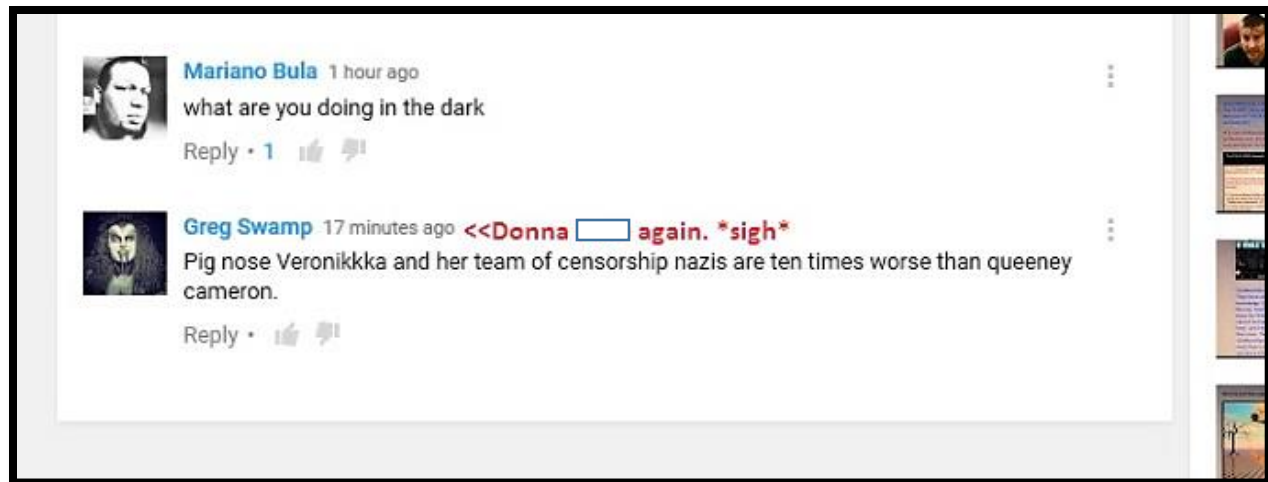 Mariano Bula 1 hour ago
what are you doing in the dark
Reply • 1
Greg Swamp 17 minutes ago <<Donna again. *sigh*
Pig nose Veronikkka and her team of censorship nazis are ten times worse than queeney
cameron.
Reply •